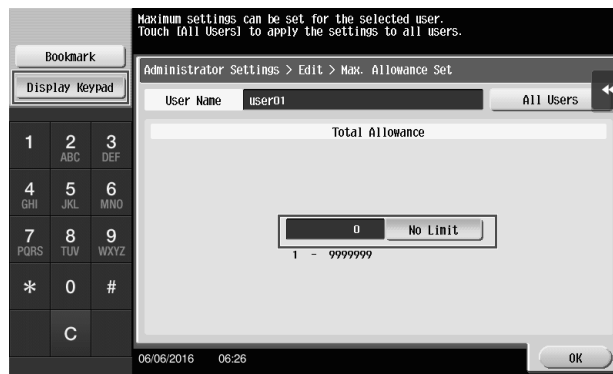 Maximum settings can be set for the selected user.
Touch [All Users] to apply the settings to all users.
Bookmark
Display Keypad
Administrator Settings > Edit > Max. Allowance Set
User Name user01 All Users
Total Allowance
1 2 ABC 3 DEF
4 GHI 5 JKL 6 MNO
7 PQRS 8 TUV 9 WXYZ
* 0 #
C
0 No Limit
1 - 9999999
06/06/2016 06:26
OK